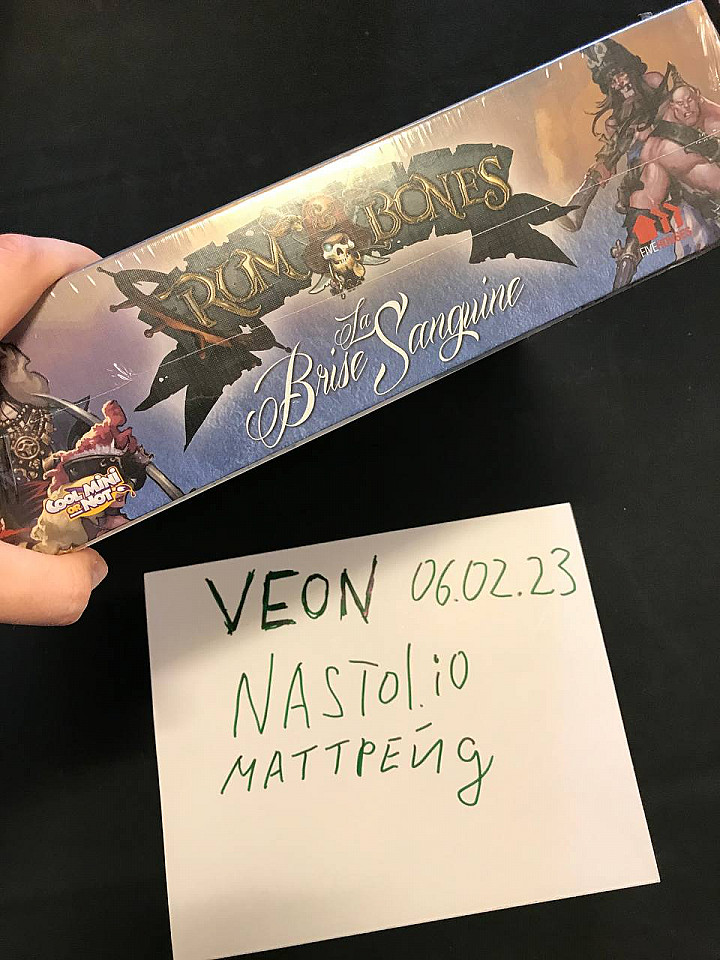 RUM & BONES
La
Brise Sanguine
COOL MINI
OR NOT
VEON 06.02.23
NASTOL.iO
МАТТРЕЙД